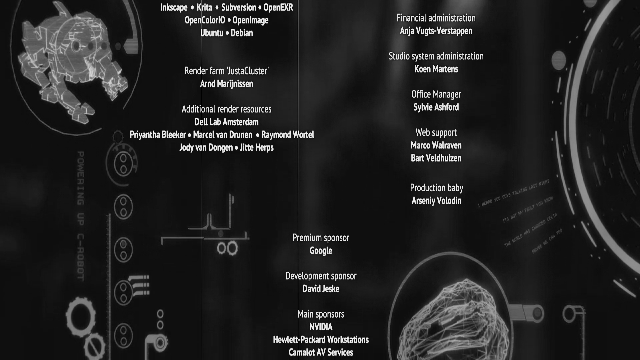 Inkscape • Krita • Subversion • OpenEXR
OpenColorIO • OpenImage
Ubuntu • Debian
Render farm 'JustaCluster'
Arnd Marijnissen
Additional render resources
Dell Lab Amsterdam
Priyantha Bleeker • Marcel van Drunen • Raymond Wortel
Jody van Dongen • Jitte Herps
Financial administration
Anja Vugts-Verstappen
Studio system administration
Koen Martens
Office Manager
Sylvie Ashford
Web support
Marco Walraven
Bart Veldhuizen
Production baby
Arseniy Volodin
Premium sponsor
Google
Development sponsor
David Jeske
Main sponsors
NVIDIA
Hewlett-Packard Workstations
Camalot AV Services
POWERING UP C-ROBOT